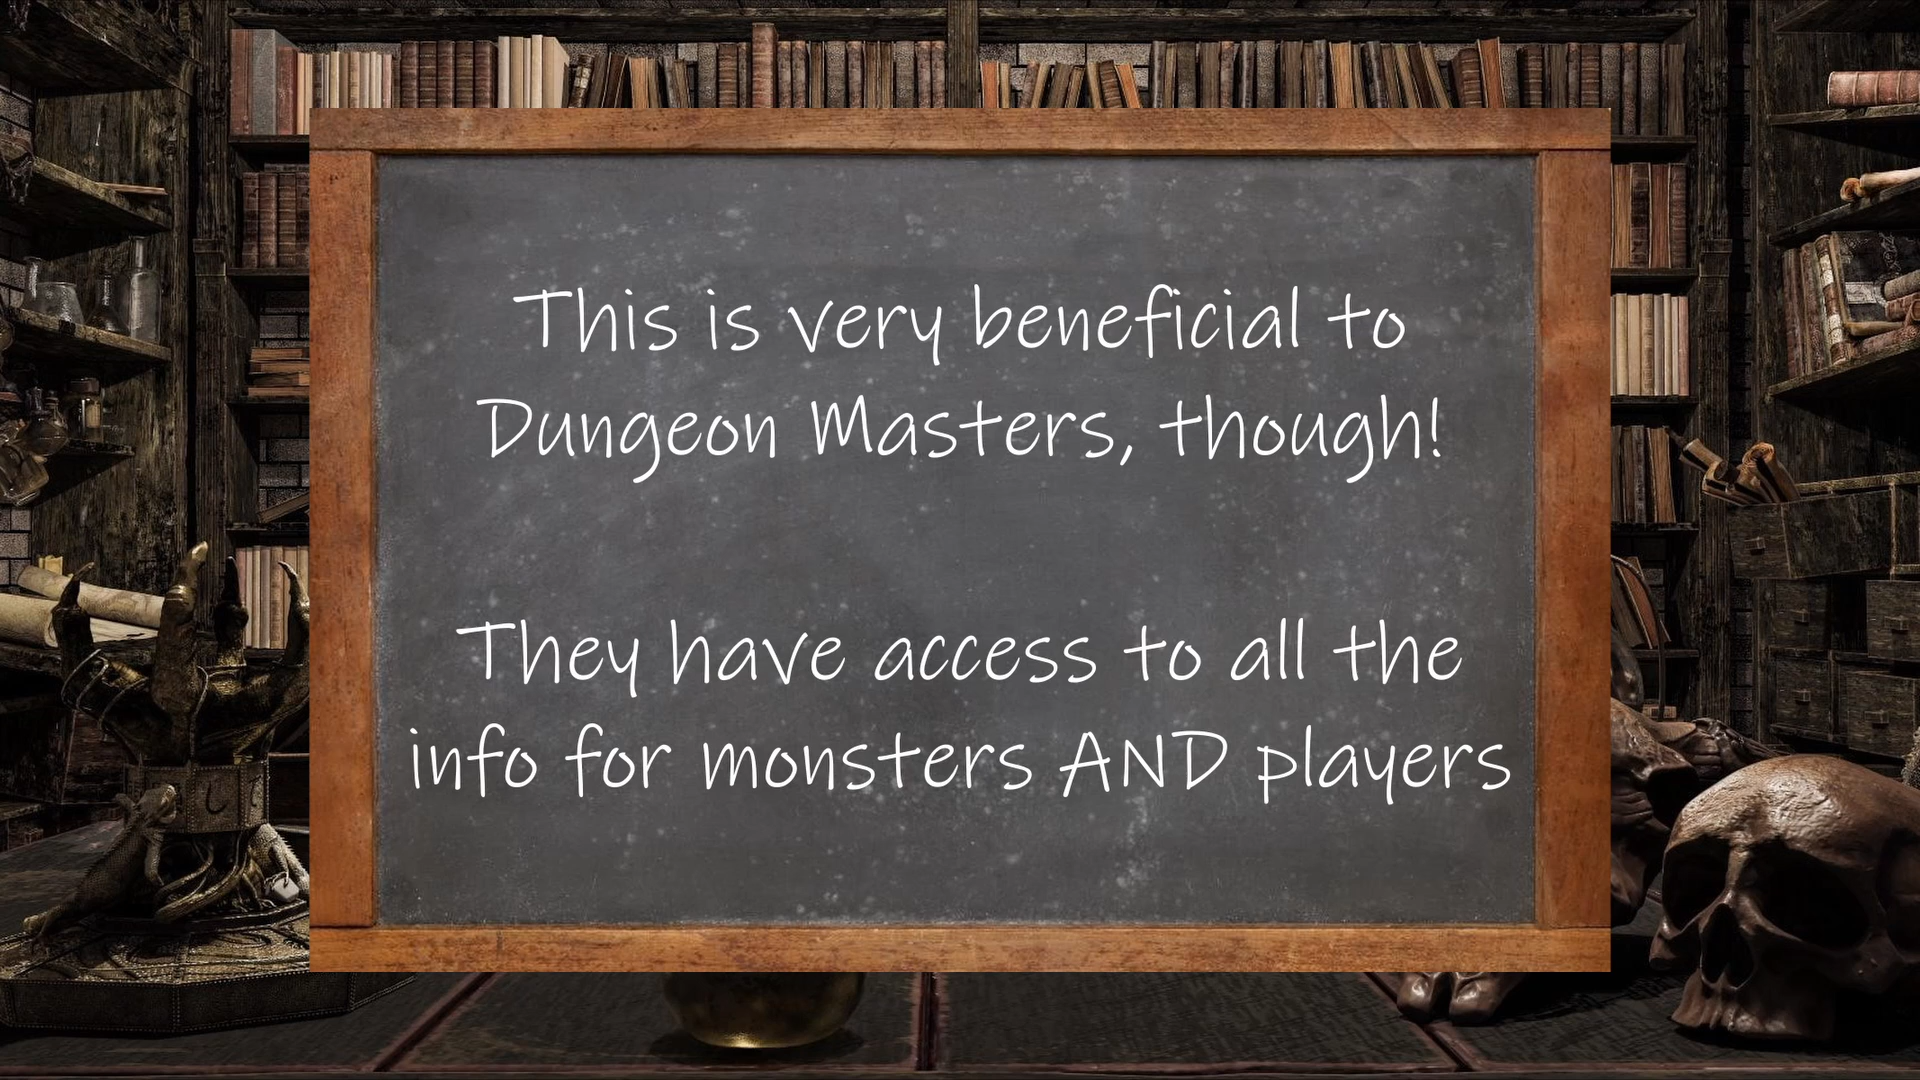 This is very beneficial to
Dungeon Masters, though!
They have access to all the
info for monsters AND players